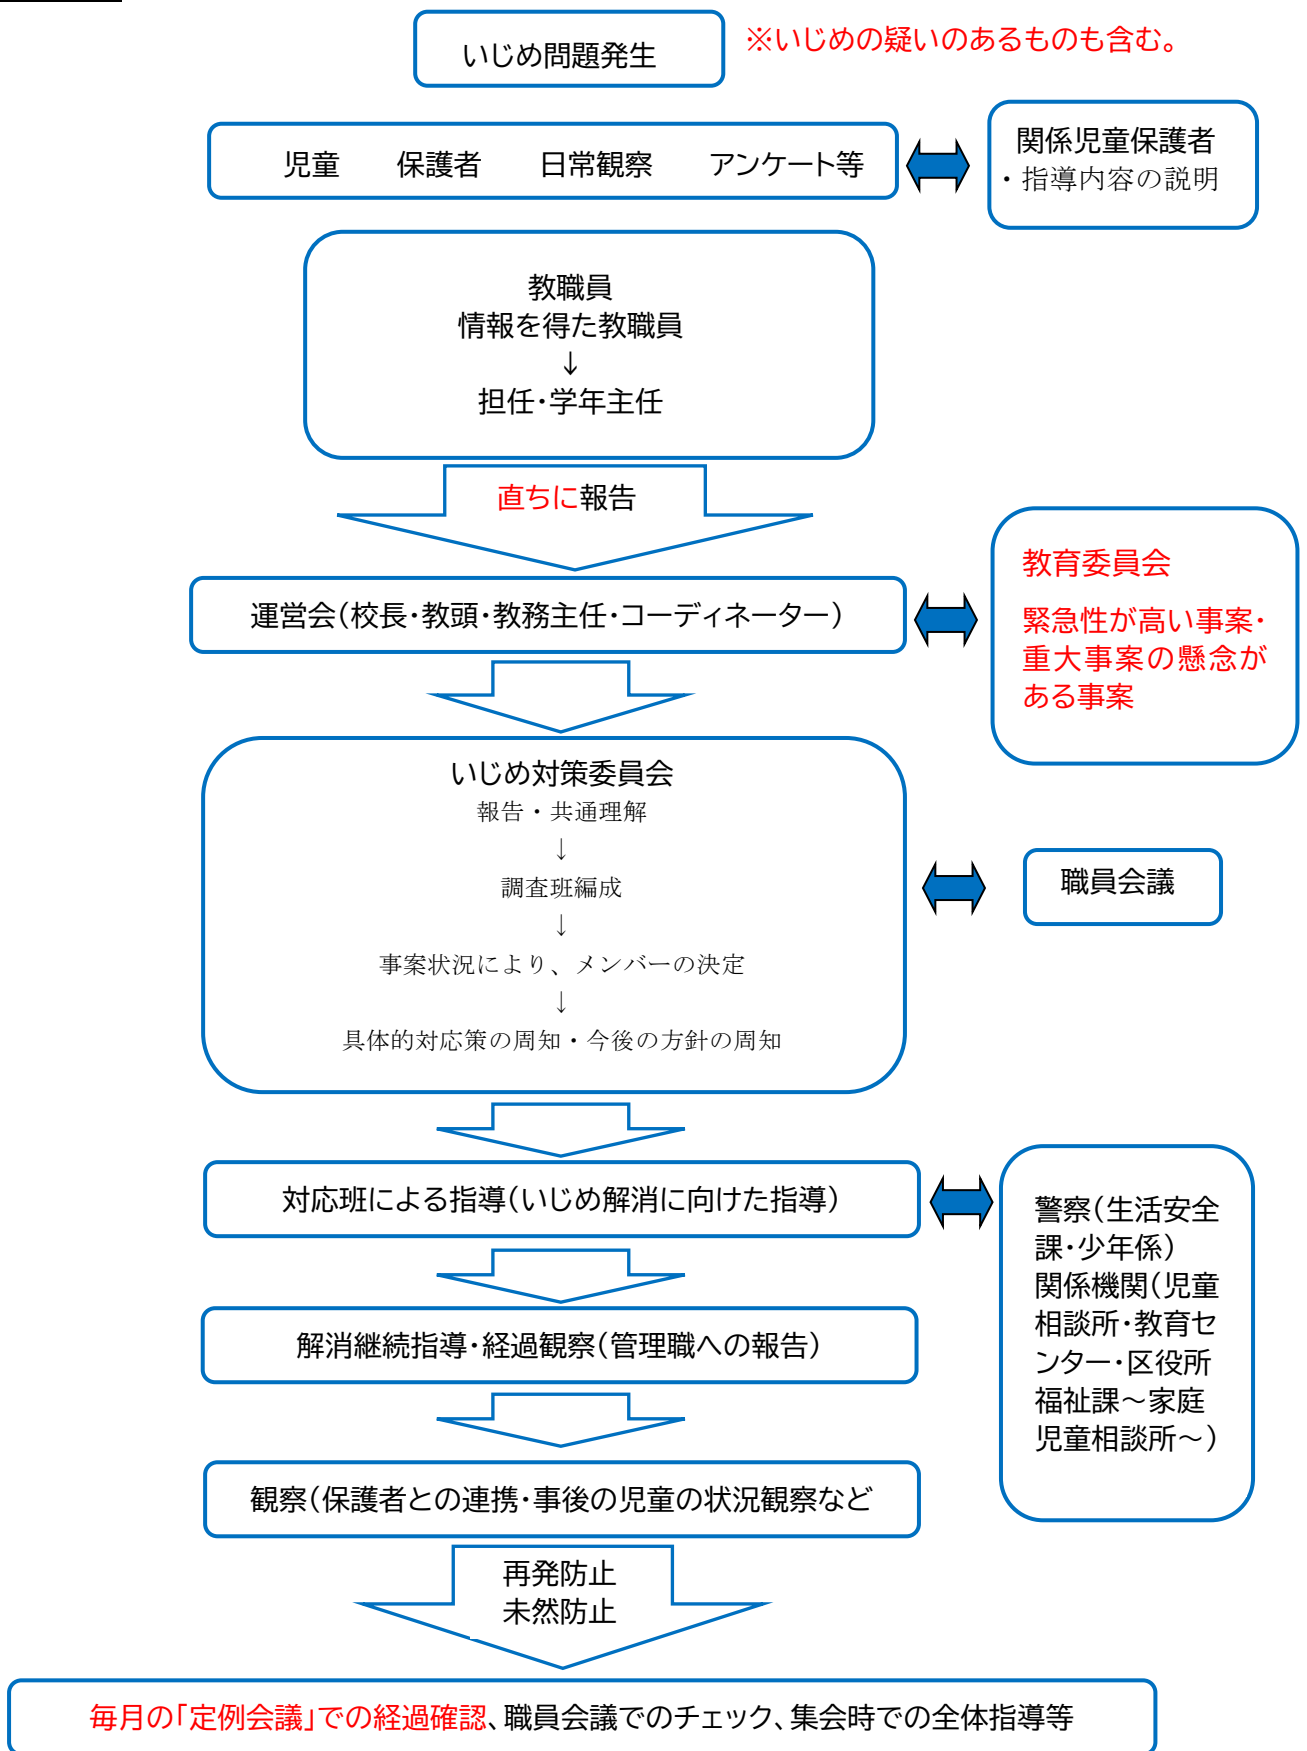 いじめ問題発生
※いじめの疑いのあるものも含む。
児童 保護者 日常観察 アンケート等
関係児童保護者
・指導内容の説明
教職員
情報を得た教職員
↓
担任・学年主任
直ちに報告
運営会(校長・教頭・教務主任・コーディネーター)
教育委員会
緊急性が高い事案・
重大事案の懸念が
ある事案
いじめ対策委員会
報告・共通理解
↓
調査班編成
↓
事案状況により、メンバーの決定
↓
具体的対応策の周知・今後の方針の周知
職員会議
対応班による指導(いじめ解消に向けた指導)
警察(生活安全
課・少年係)
関係機関(児童
相談所・教育セ
ンター・区役所
福祉課~家庭
児童相談所~)
解消継続指導・経過観察(管理職への報告)
観察(保護者との連携・事後の児童の状況観察など
再発防止
未然防止
毎月の「定例会議」での経過確認、職員会議でのチェック、集会時での全体指導等